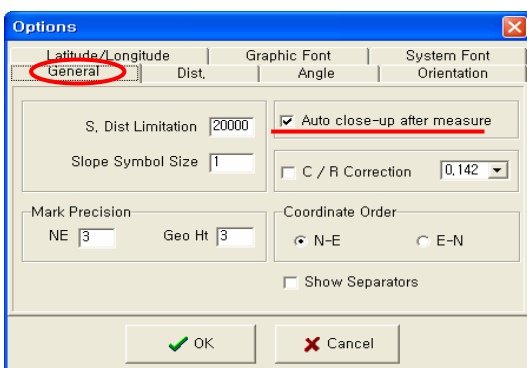 Options
Latitude/Longitude Graphic Font System Font
General Dist. Angle Orientation
S. Dist Limitation 20000
Auto close-up after measure
Slope Symbol Size 1
C / R Correction 0.142
Mark Precision
NE 3 Geo Ht 3
Coordinate Order
N-E E-N
Show Separators
OK Cancel